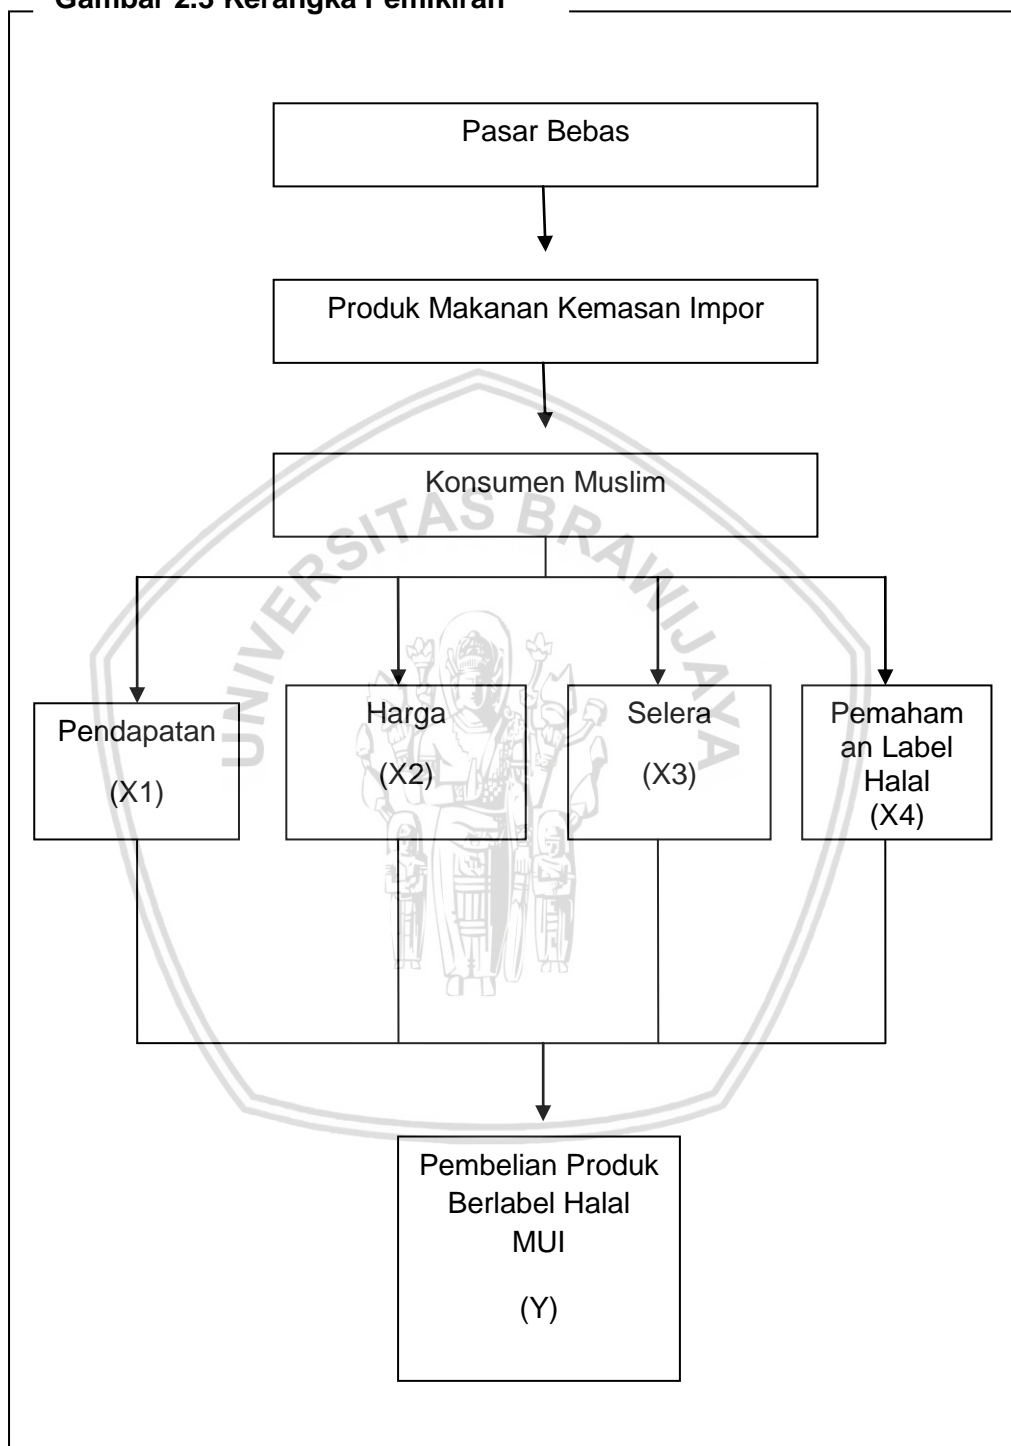 Gambar 2.3 Kerangka Pemikiran
Pasar Bebas
Produk Makanan Kemasan Impor
Konsumen Muslim
UNIVERSITAS BRAWIJAYA
Pendapatan
(X1)
Harga
(X2)
Selera
(X3)
Pemaham
an Label
Halal
(X4)
Pembelian Produk
Berlabel Halal
MUI
(Y)